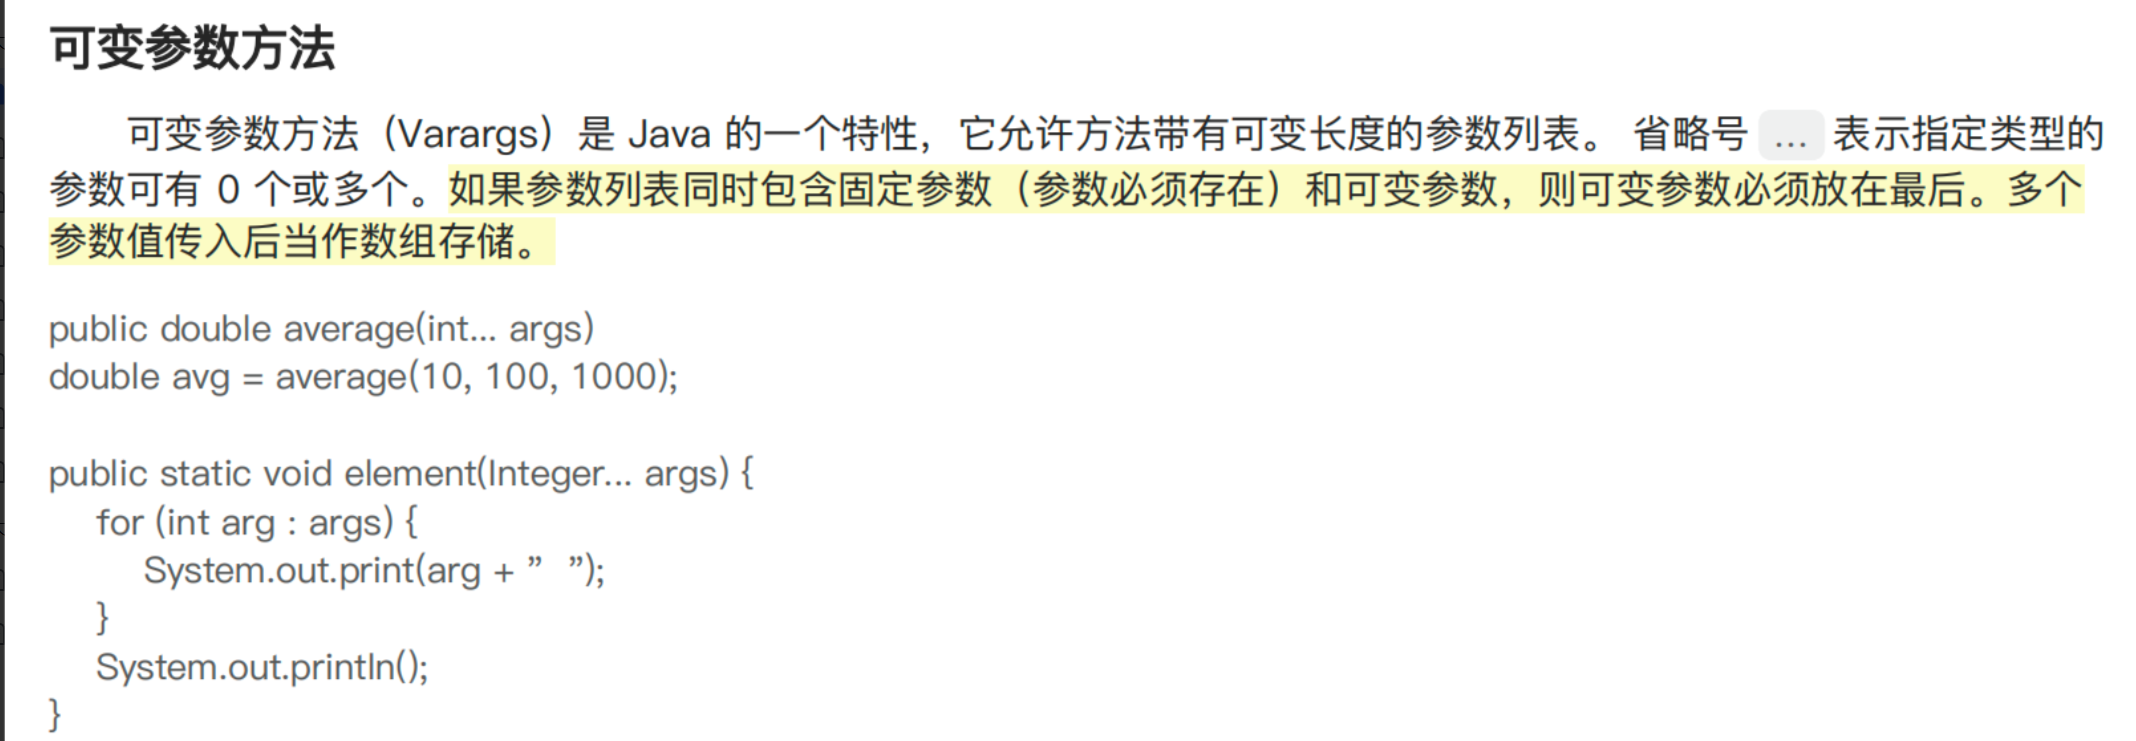 可变参数方法
可变参数方法（Varargs）是 Java 的一个特性，它允许方法带有可变长度的参数列表。 省略号 ... 表示指定类型的
参数可有 0 个或多个。如果参数列表同时包含固定参数（参数必须存在）和可变参数，则可变参数必须放在最后。多个
参数值传入后当作数组存储。
public double average(int... args)
double avg = average(10, 100, 1000);
public static void element(Integer... args) {
for (int arg : args) {
System.out.print(arg + ”  ”);
}
System.out.println();
}